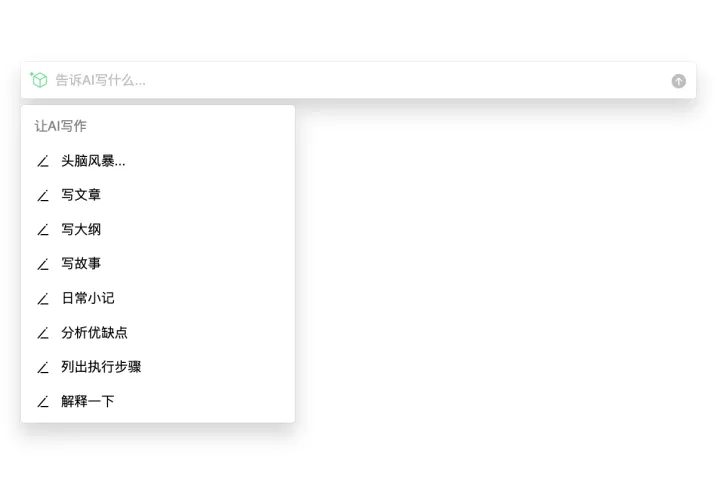 告诉AI写什么...
让AI写作
头脑风暴...
写文章
写大纲
写故事
日常小记
分析优缺点
列出执行步骤
解释一下